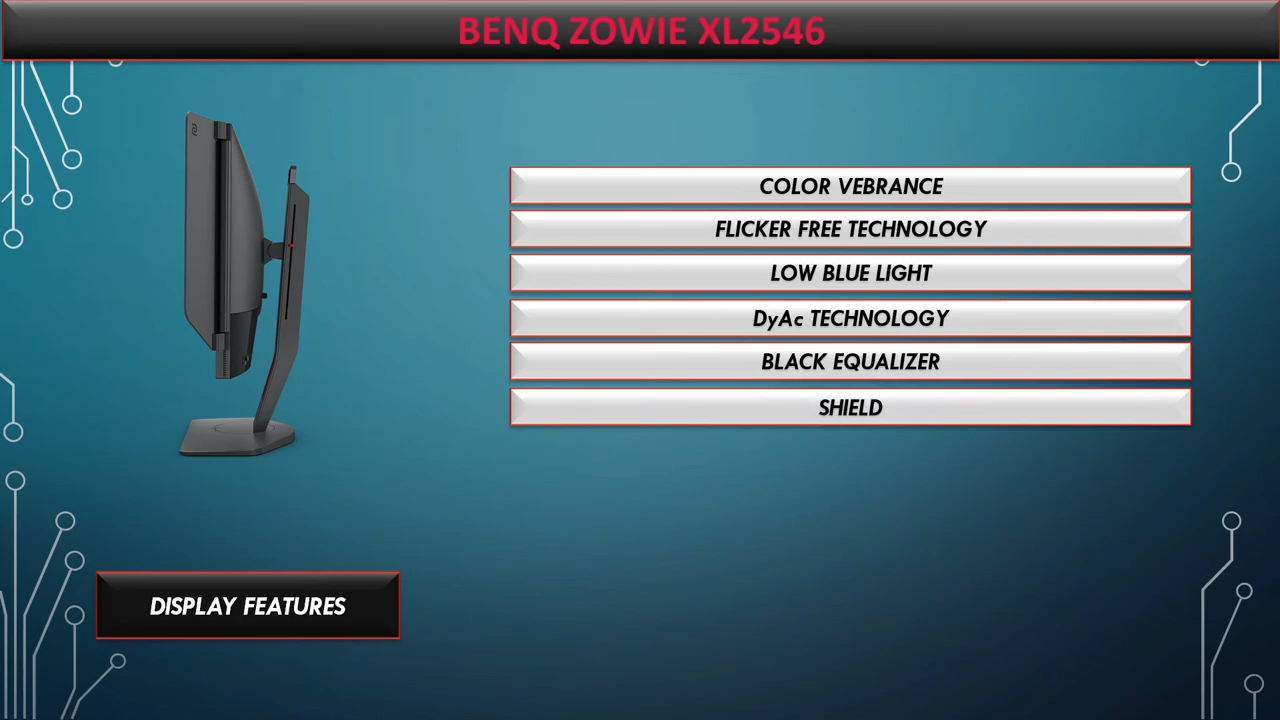 BENQ ZOWIE XL2546
COLOR VEBRANCE
FLICKER FREE TECHNOLOGY
LOW BLUE LIGHT
DyAc TECHNOLOGY
BLACK EQUALIZER
SHIELD
DISPLAY FEATURES